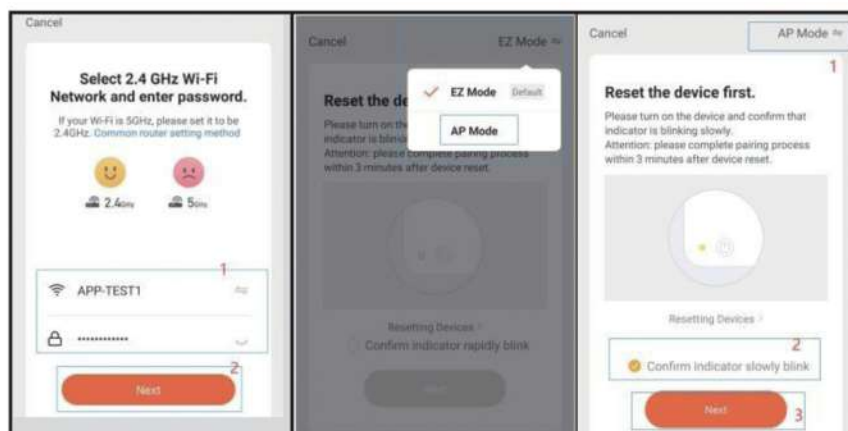 Cancel
Select 2.4 GHz Wi-Fi
Network and enter password.
If your Wi-Fi is 5GHz, please set it to be
2.4GHz. Common router setting method
2.4GHz
5GHz
1
APP-TEST1
2
Next
Cancel
EZ Mode
EZ Mode
Default
AP Mode
Reset the de
Please turn on the
indicator is blinking
Attention: please complete pairing process
within 3 minutes after device reset.
Resetting Devices >
Confirm indicator rapidly blink
Next
Cancel
AP Mode
1
Reset the device first.
Please turn on the device and confirm that
indicator is blinking slowly.
Attention: please complete pairing process
within 3 minutes after device reset.
Resetting Devices >
2
Confirm indicator slowly blink
Next
3